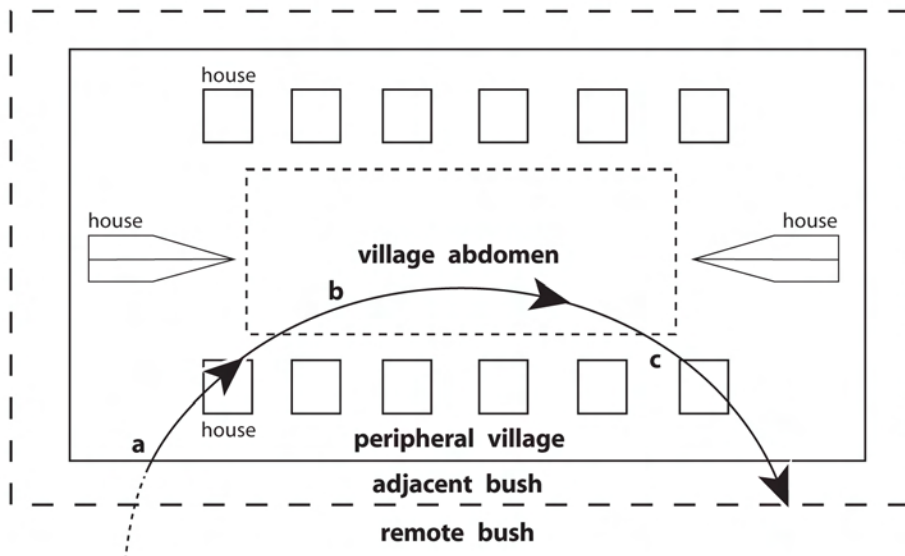 house
house
house
village abdomen
b
c
house
a
peripheral village
adjacent bush
remote bush